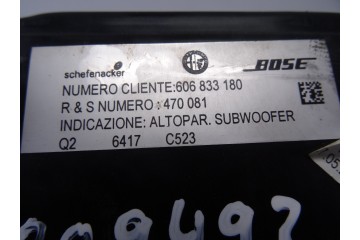 schefenacker BOSE
NUMERO CLIENTE:606 833 180
R & S NUMERO :470 081
INDICAZIONE: ALTOPAR. SUBWOOFER
Q2 6417 C523